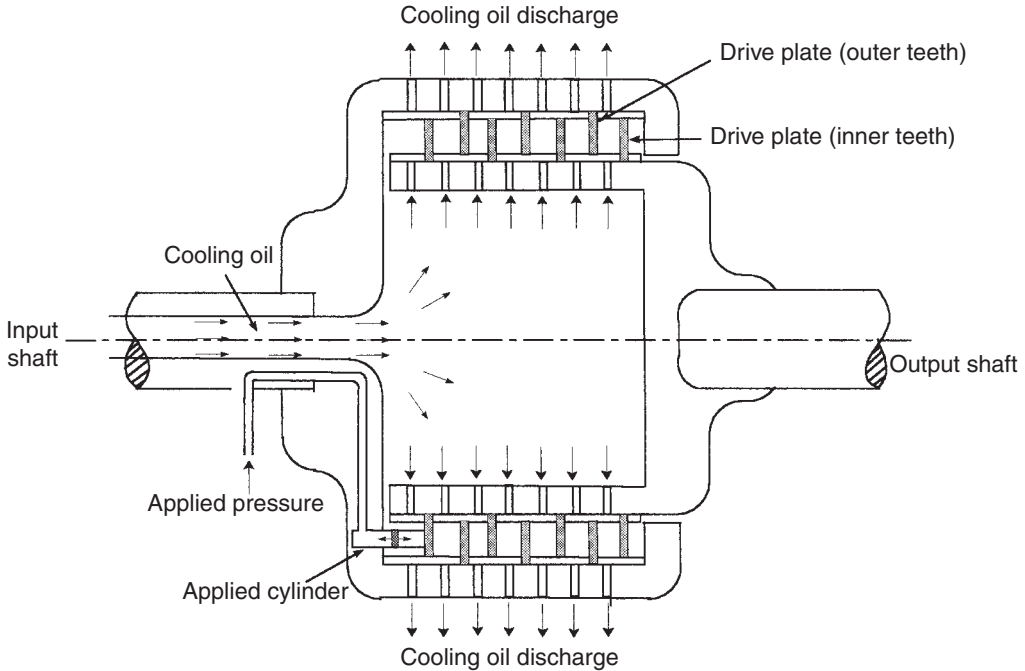 Cooling oil discharge
Drive plate (outer teeth)
Drive plate (inner teeth)
Cooling oil
Input
shaft
Output shaft
Applied pressure
Applied cylinder
Cooling oil discharge